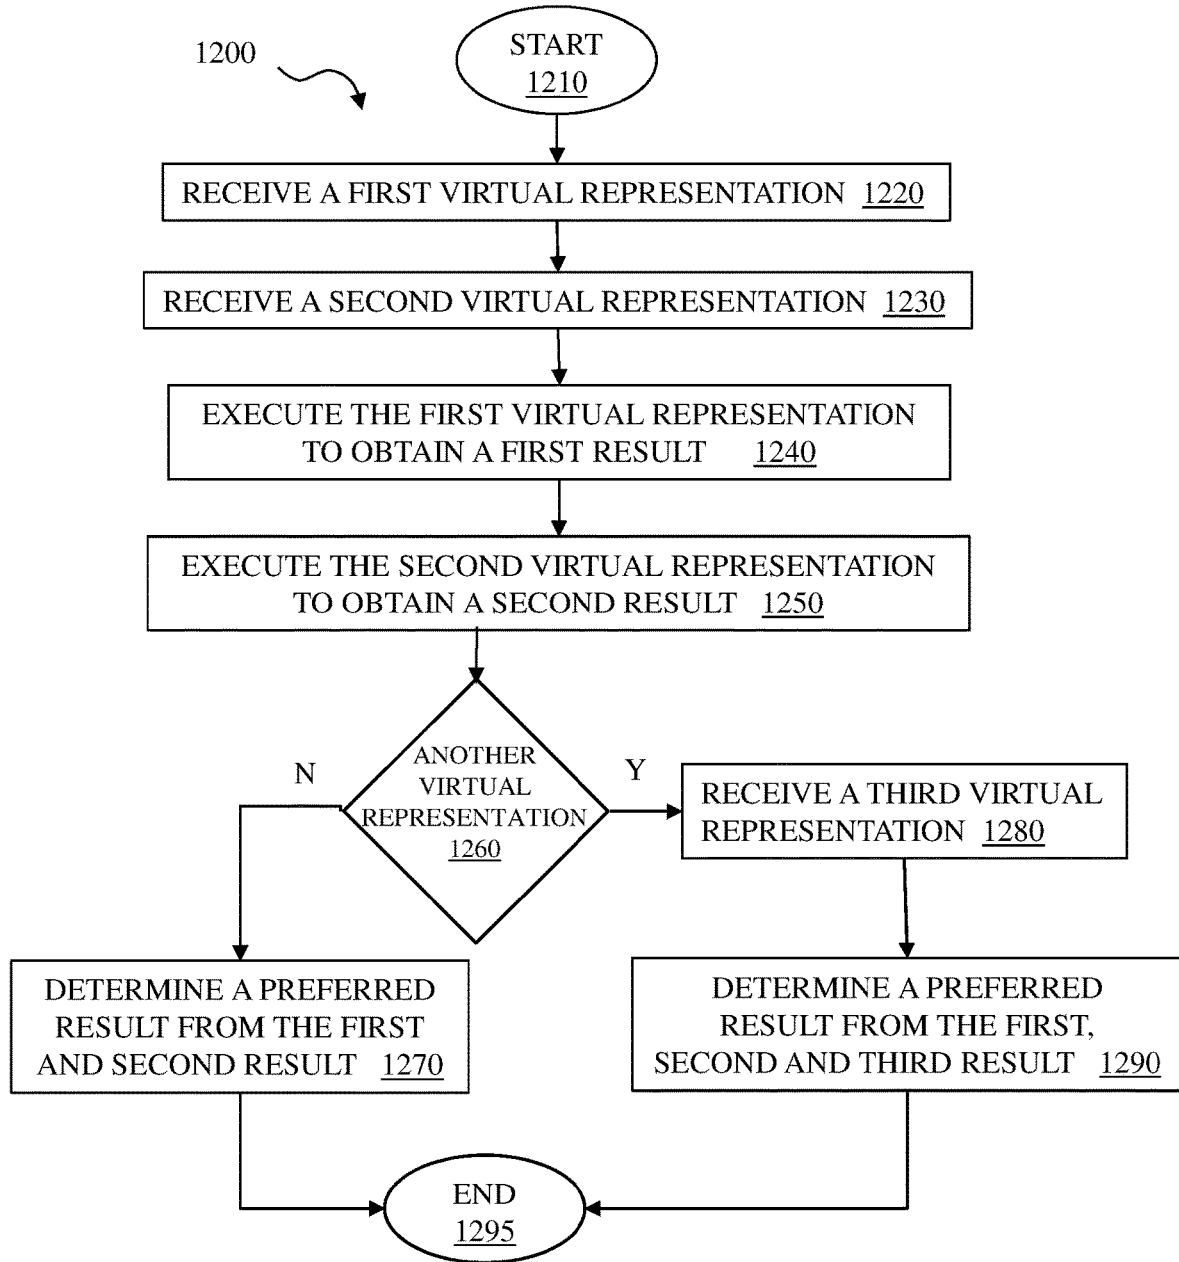 1200
START
1210
RECEIVE A FIRST VIRTUAL REPRESENTATION 1220
RECEIVE A SECOND VIRTUAL REPRESENTATION 1230
EXECUTE THE FIRST VIRTUAL REPRESENTATION
TO OBTAIN A FIRST RESULT 1240
EXECUTE THE SECOND VIRTUAL REPRESENTATION
TO OBTAIN A SECOND RESULT 1250
ANOTHER
VIRTUAL
REPRESENTATION
1260
N
Y
RECEIVE A THIRD VIRTUAL
REPRESENTATION 1280
DETERMINE A PREFERRED
RESULT FROM THE FIRST
AND SECOND RESULT 1270
DETERMINE A PREFERRED
RESULT FROM THE FIRST,
SECOND AND THIRD RESULT 1290
END
1295